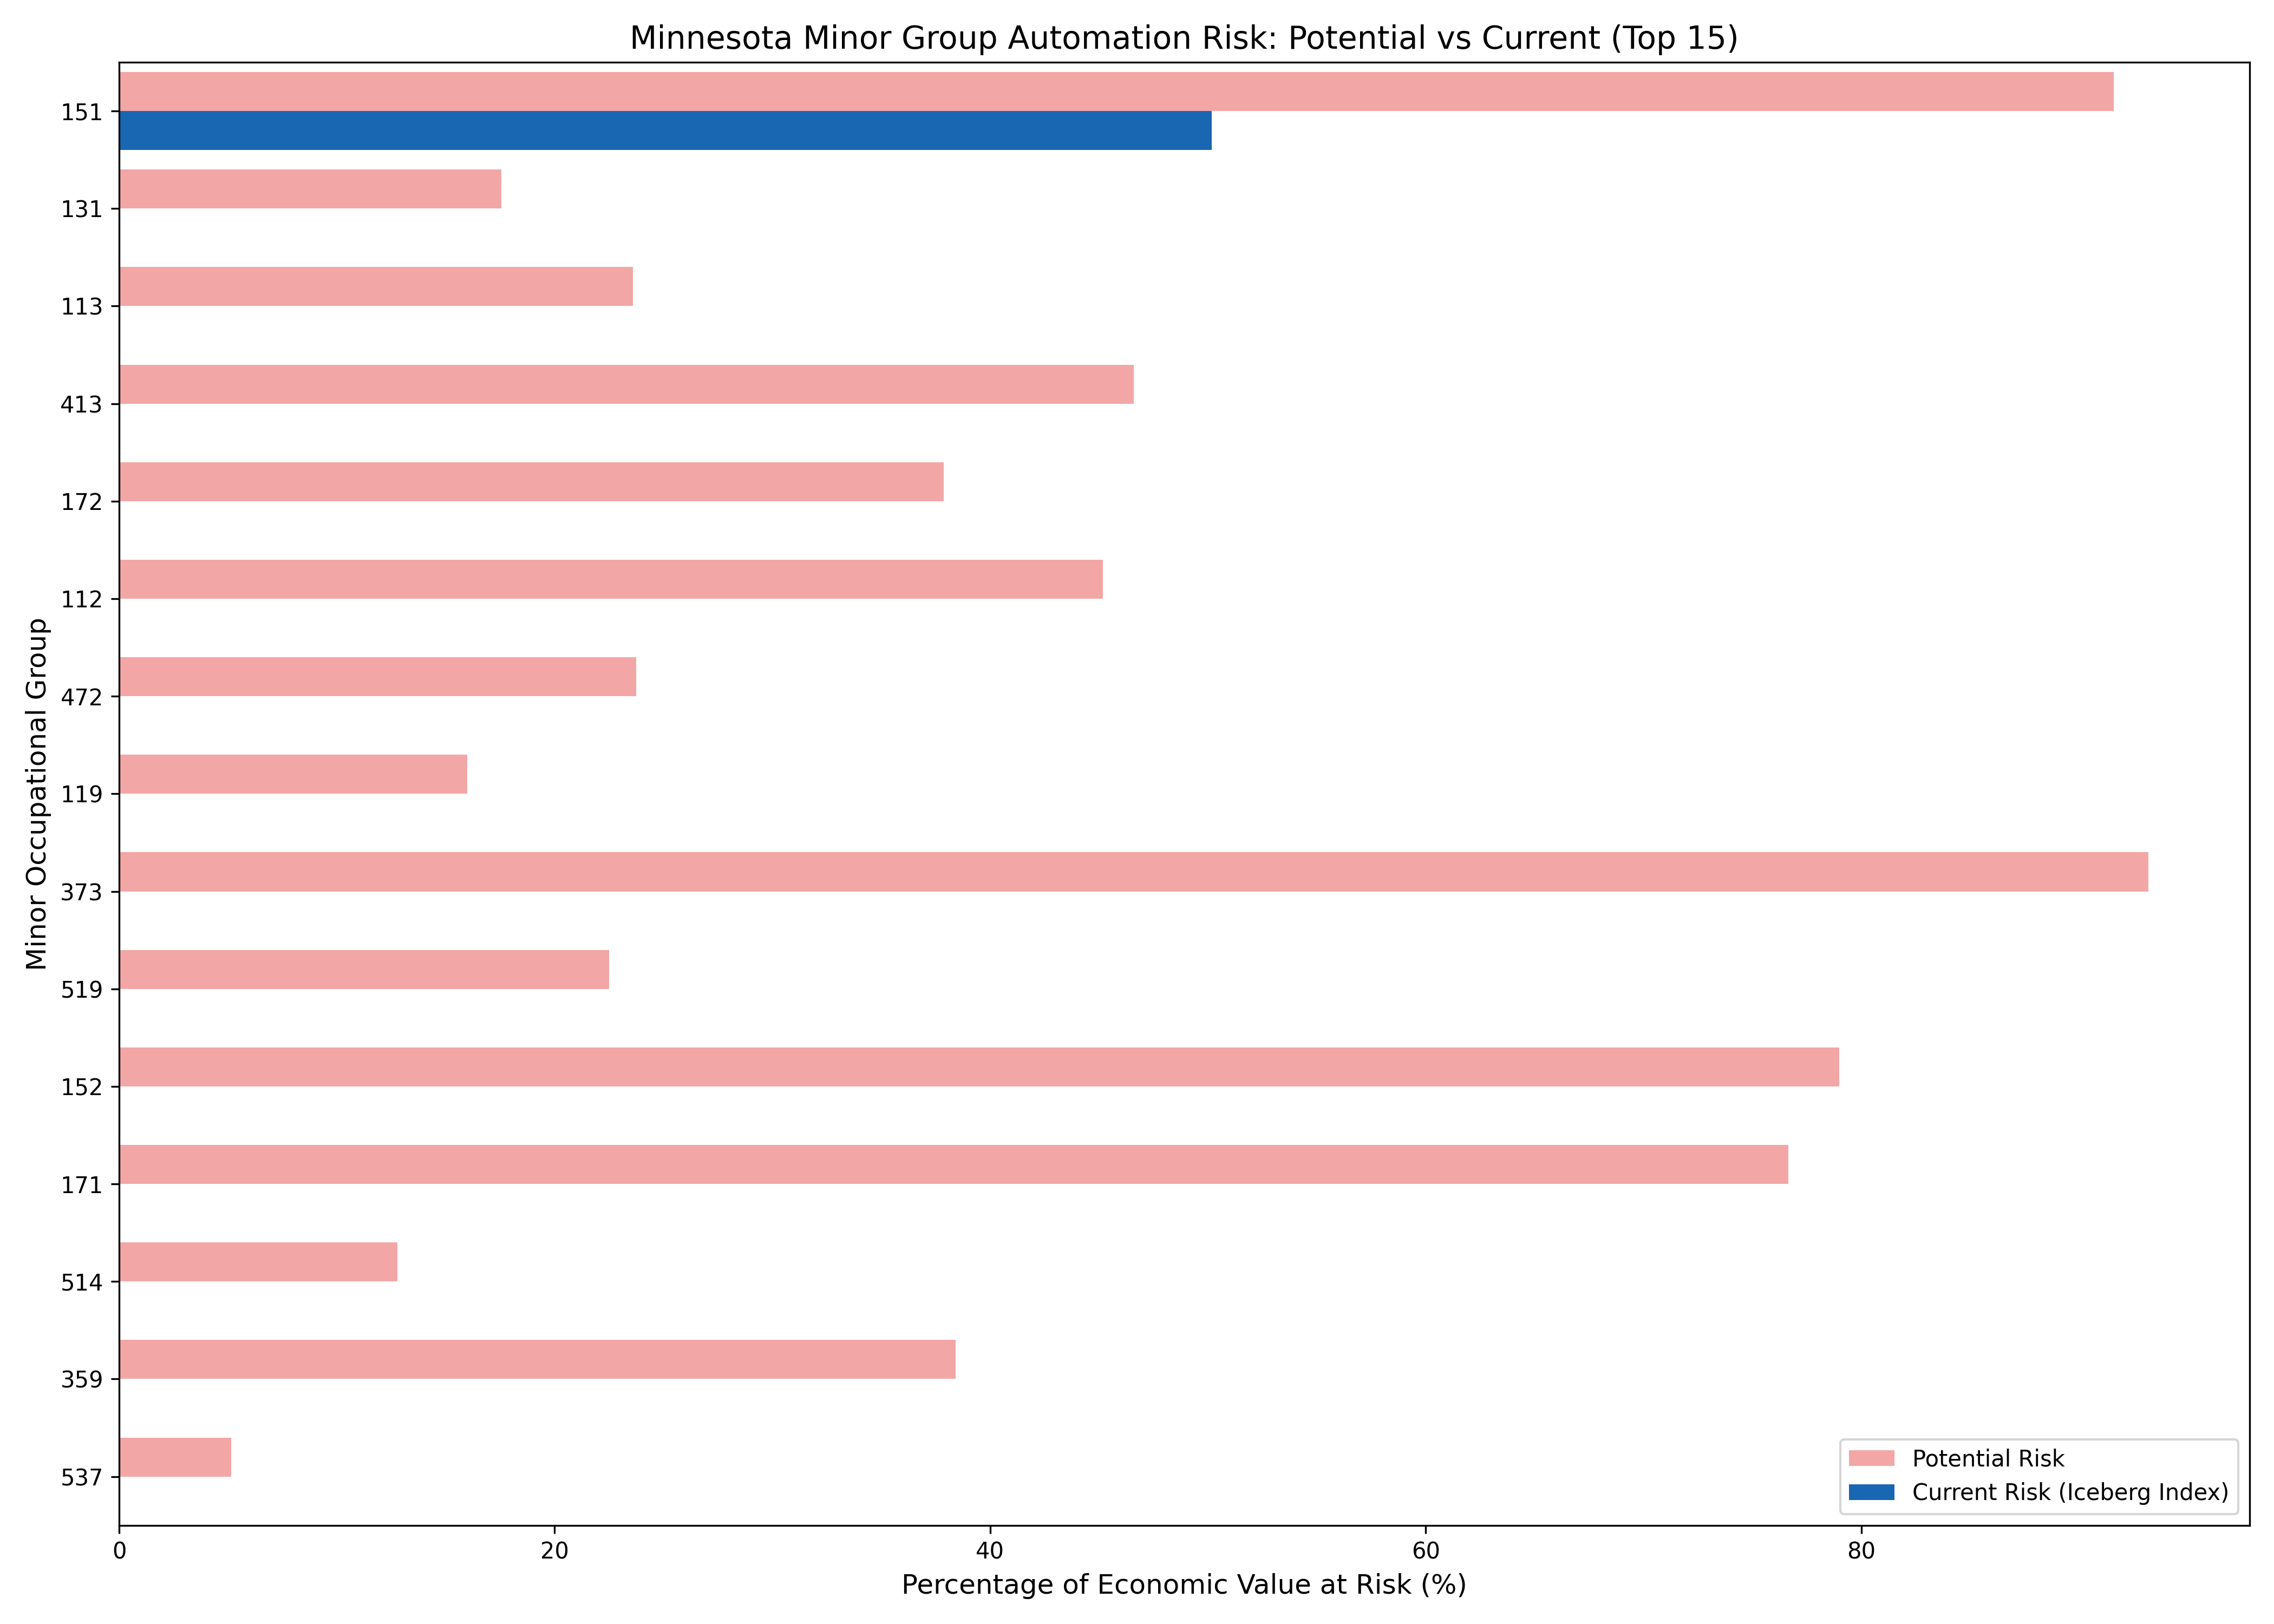 Minnesota Minor Group Automation Risk: Potential vs Current (Top 15)
Minor Occupational Group
151
131
113
413
172
112
472
119
373
519
152
171
514
359
537
Potential Risk
Current Risk (Iceberg Index)
0 20 40 60 80
Percentage of Economic Value at Risk (%)